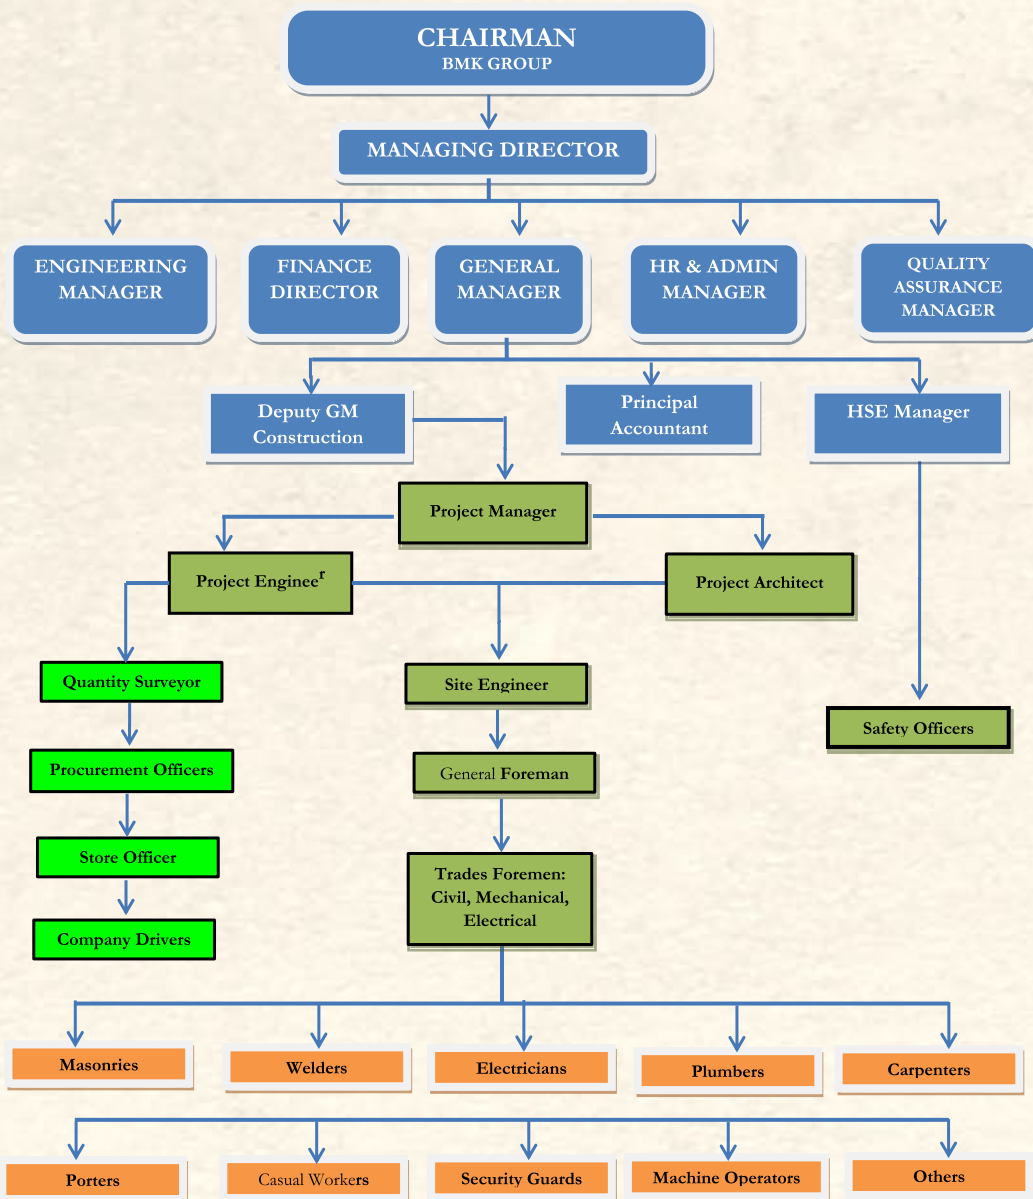 CHAIRMAN
BMK GROUP
MANAGING DIRECTOR
ENGINEERING
MANAGER
FINANCE
DIRECTOR
GENERAL
MANAGER
HR & ADMIN
MANAGER
QUALITY
ASSURANCE
MANAGER
Deputy GM
Construction
Principal
Accountant
HSE Manager
Project Manager
Project Engineer
Project Architect
Quantity Surveyor
Site Engineer
Safety Officers
Procurement Officers
General Foreman
Store Officer
Trades Foremen:
Civil, Mechanical,
Electrical
Company Drivers
Masonries
Welders
Electricians
Plumbers
Carpenters
Porters
Casual Workers
Security Guards
Machine Operators
Others